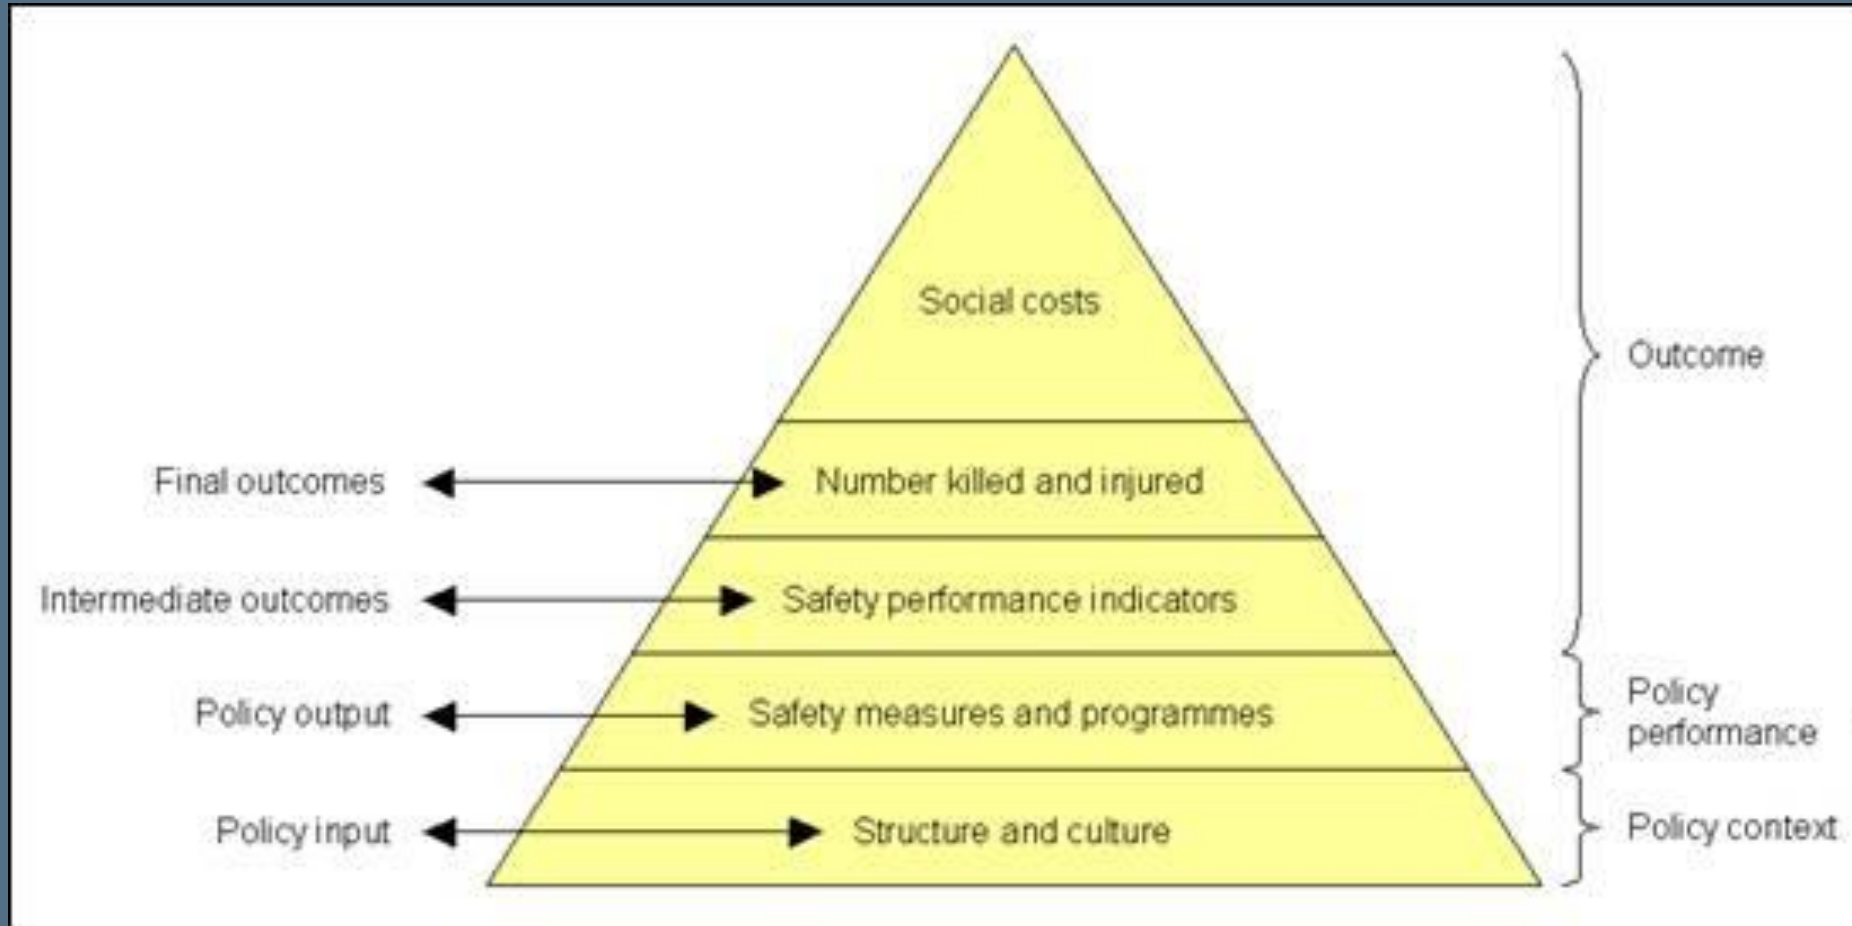 Social costs
Outcome
Final outcomes
Number killed and injured
Intermediate outcomes
Safety performance indicators
Policy output
Safety measures and programmes
Policy
performance
Policy input
Structure and culture
Policy context